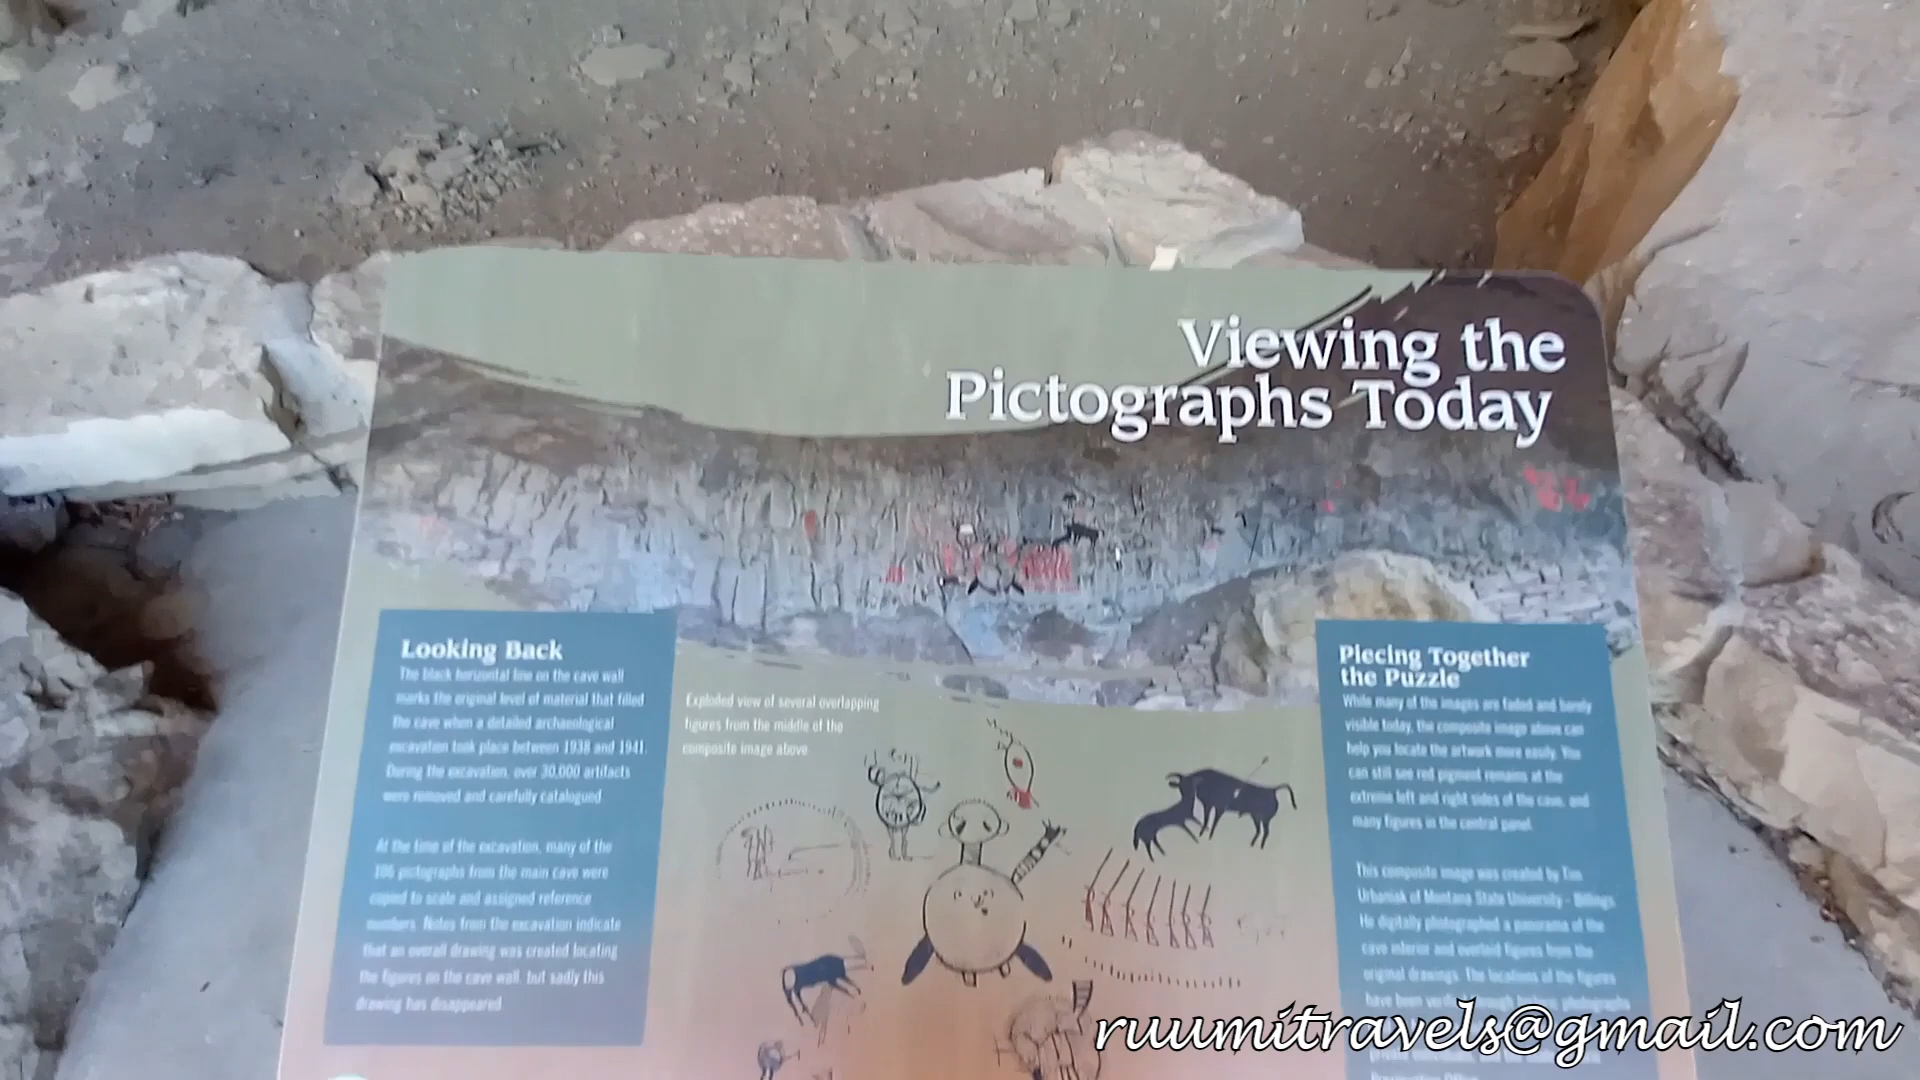 Viewing the
Pictographs Today
Looking Back
The black horizontal line on the cave wall
marks the original level of material that filled
the cave when a detailed archaeological
excavation took place between 1938 and 1941.
During the excavation, over 30,000 artifacts
were removed and carefully catalogued.
At the time of the excavation, many of the
106 pictographs from the main cave were
copied to scale and assigned reference
numbers. Notes from the excavation indicate
that an overall drawing was created locating
the figures on the cave wall, but sadly this
drawing has disappeared.
Exploded view of several overlapping
figures from the middle of the
composite image above.
Piecing Together
the Puzzle
While many of the images are faded and barely
visible today, the composite image above can
help you locate the artwork more easily. You
can still see red pigment remains at the
extreme left and right sides of the cave, and
many figures in the central panel.
This composite image was created by Tim
Urbaniak of Montana State University - Billings.
He digitally photographed a panorama of the
cave interior and overlaid figures from the
original drawings. The locations of the figures
have been through photographs
ruumitravels@gmail.com